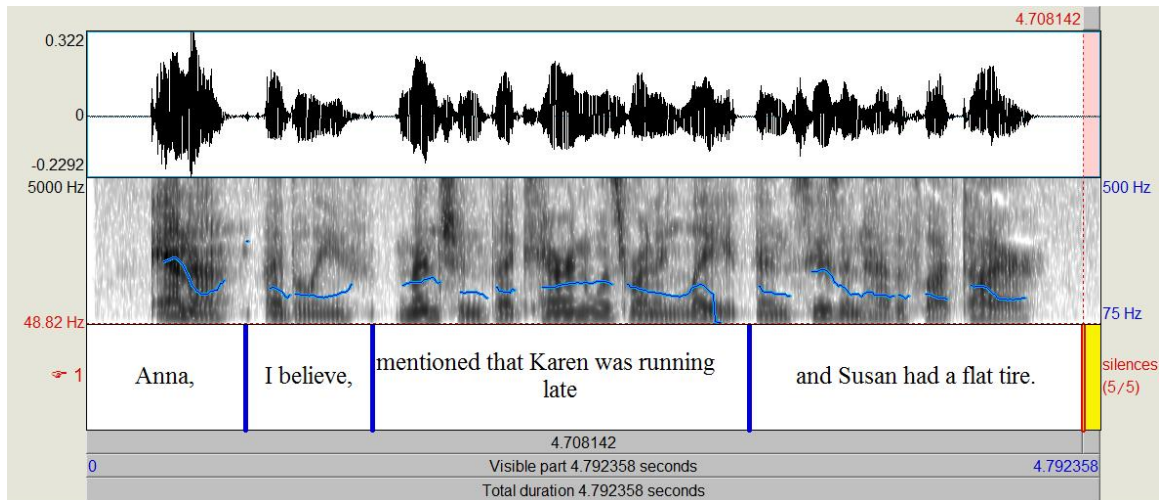 4.708142
0.322
0
-0.2292
5000 Hz
500 Hz
48.82 Hz
75 Hz
1
Anna,
I believe,
mentioned that Karen was running
late
and Susan had a flat tire.
silences
(5/5)
4.708142
0
Visible part 4.792358 seconds
4.792358
Total duration 4.792358 seconds